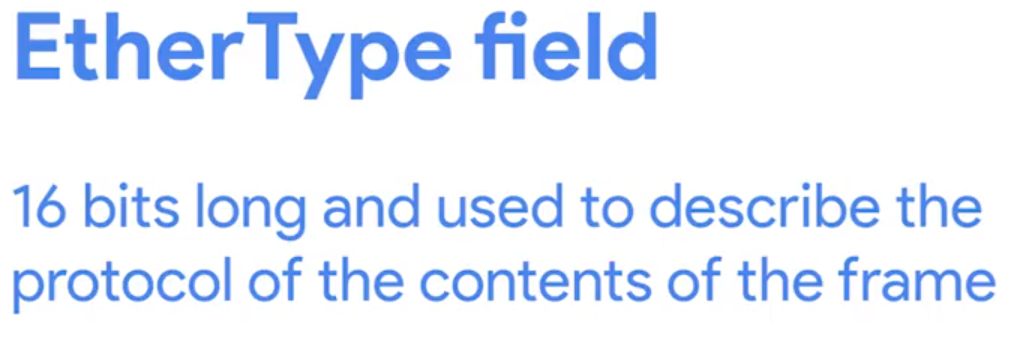 EtherType field
16 bits long and used to describe the
protocol of the contents of the frame